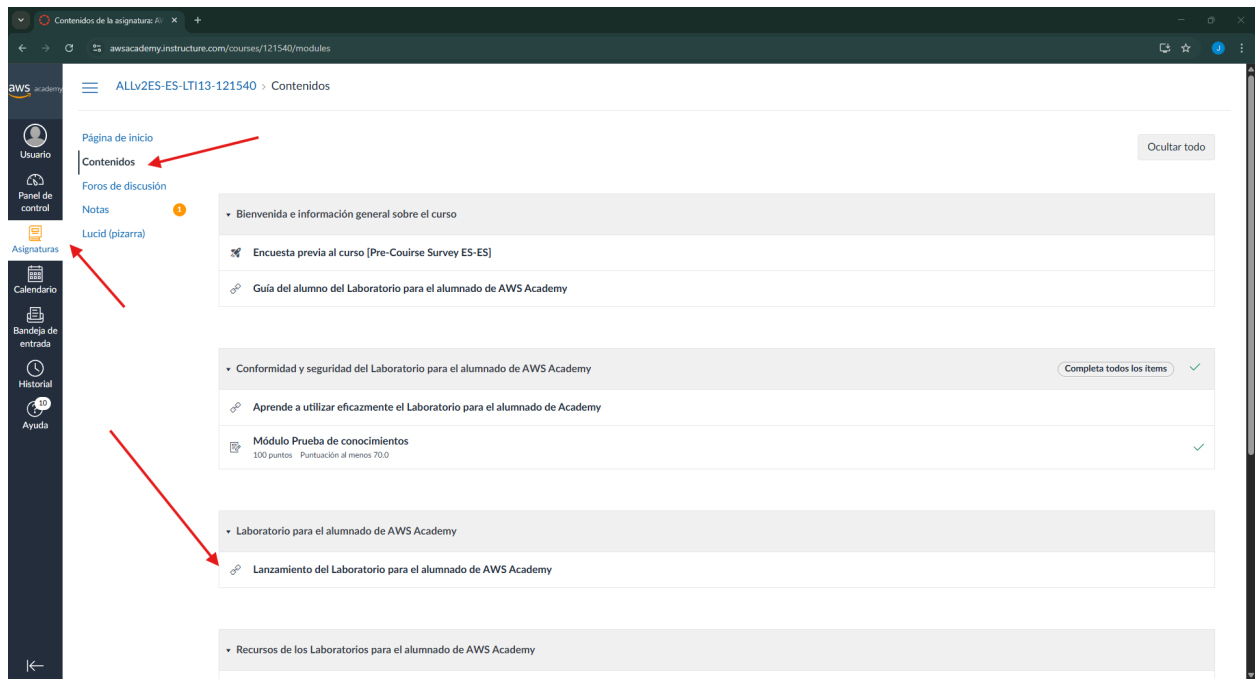 Contenidos de la asignatura: AV
awsacademy.instructure.com/courses/121540/modules
J
aws academy
ALLv2ES-ES-LTI13-121540 > Contenidos
Usuario
Panel de
control
Asignaturas
Calendario
Bandeja de
entrada
Historial
10
Ayuda
Página de inicio
Contenidos
Foros de discusión
Notas 1
Lucid (pizarra)
Ocultar todo
Bienvenida e información general sobre el curso
Encuesta previa al curso [Pre-Couirse Survey ES-ES]
Guía del alumno del Laboratorio para el alumnado de AWS Academy
Conformidad y seguridad del Laboratorio para el alumnado de AWS Academy Completa todos los ítems
Aprende a utilizar eficazmente el Laboratorio para el alumnado de Academy
Módulo Prueba de conocimientos
100 puntos Puntuación al menos 70.0
Laboratorio para el alumnado de AWS Academy
Lanzamiento del Laboratorio para el alumnado de AWS Academy
Recursos de los Laboratorios para el alumnado de AWS Academy